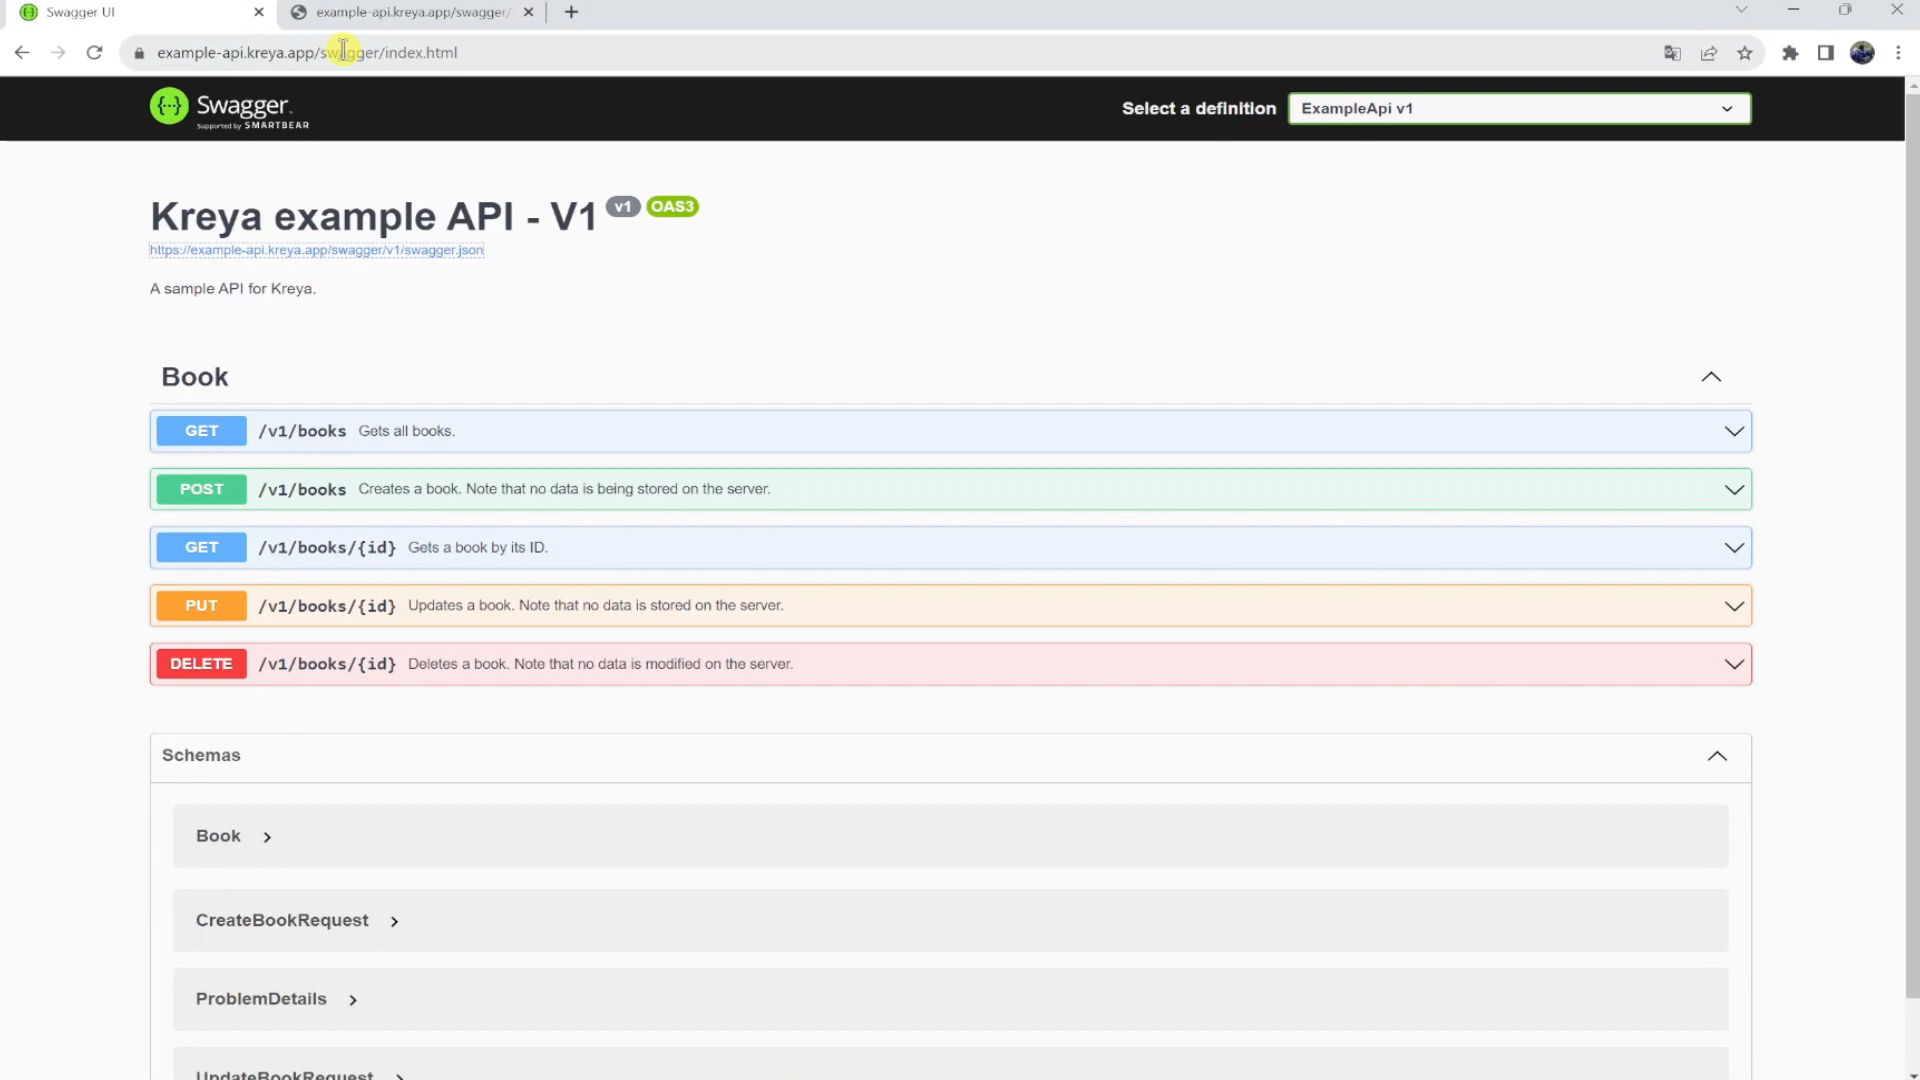 Swagger UI
example-api.kreya.app/swagger/
example-api.kreya.app/swagger/index.html
Swagger
Supported by SMARTBEAR
Select a definition
ExampleApi v1
Kreya example API - V1 v1 OAS3
https://example-api.kreya.app/swagger/v1/swagger.json
A sample API for Kreya.
Book
GET /v1/books Gets all books.
POST /v1/books Creates a book. Note that no data is being stored on the server.
GET /v1/books/{id} Gets a book by its ID.
PUT /v1/books/{id} Updates a book. Note that no data is stored on the server.
DELETE /v1/books/{id} Deletes a book. Note that no data is modified on the server.
Schemas
Book
CreateBookRequest
ProblemDetails
UpdateBookRequest